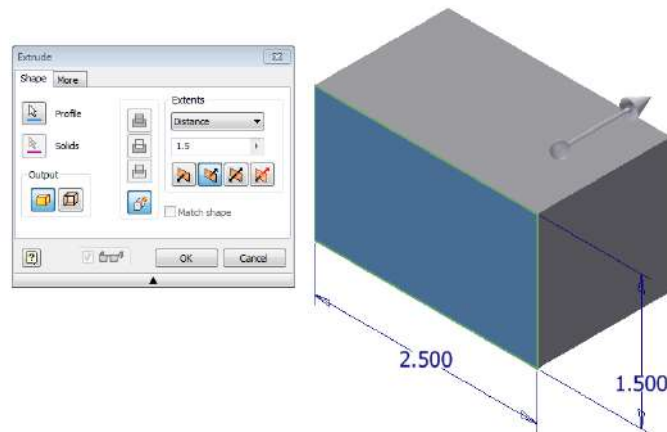 Extrude
Shape More
Profile
Solids
Output
Extents
Distance
1.5
Match shape
?
OK Cancel
2.500
1.500